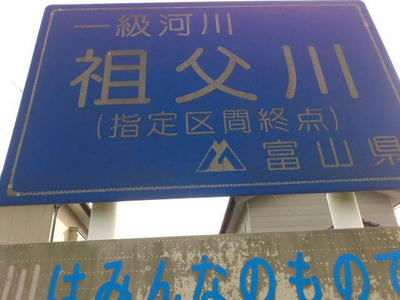 一級河川
祖父川
(指定区間終点)
富山県
川はみんなのもので